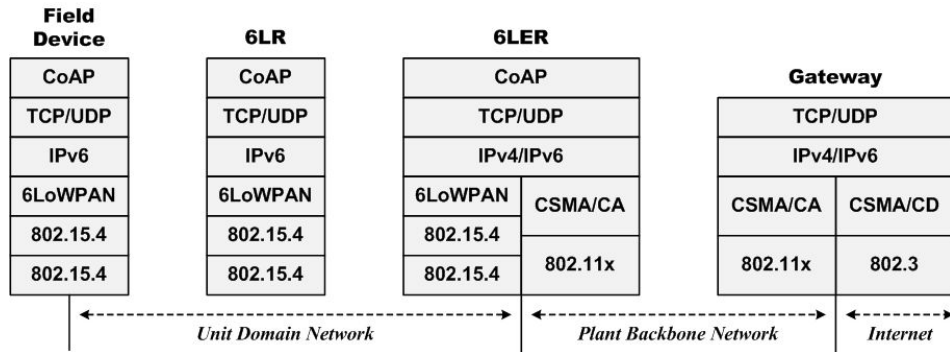 Field
Device
CoAP
TCP/UDP
IPv6
6LoWPAN
802.15.4
802.15.4
6LR
CoAP
TCP/UDP
IPv6
6LoWPAN
802.15.4
802.15.4
6LER
CoAP
TCP/UDP
IPv4/IPv6
6LoWPAN
802.15.4
802.15.4
CSMA/CA
802.11x
Gateway
TCP/UDP
IPv4/IPv6
CSMA/CA
802.11x
CSMA/CD
802.3
Unit Domain Network
Plant Backbone Network
Internet